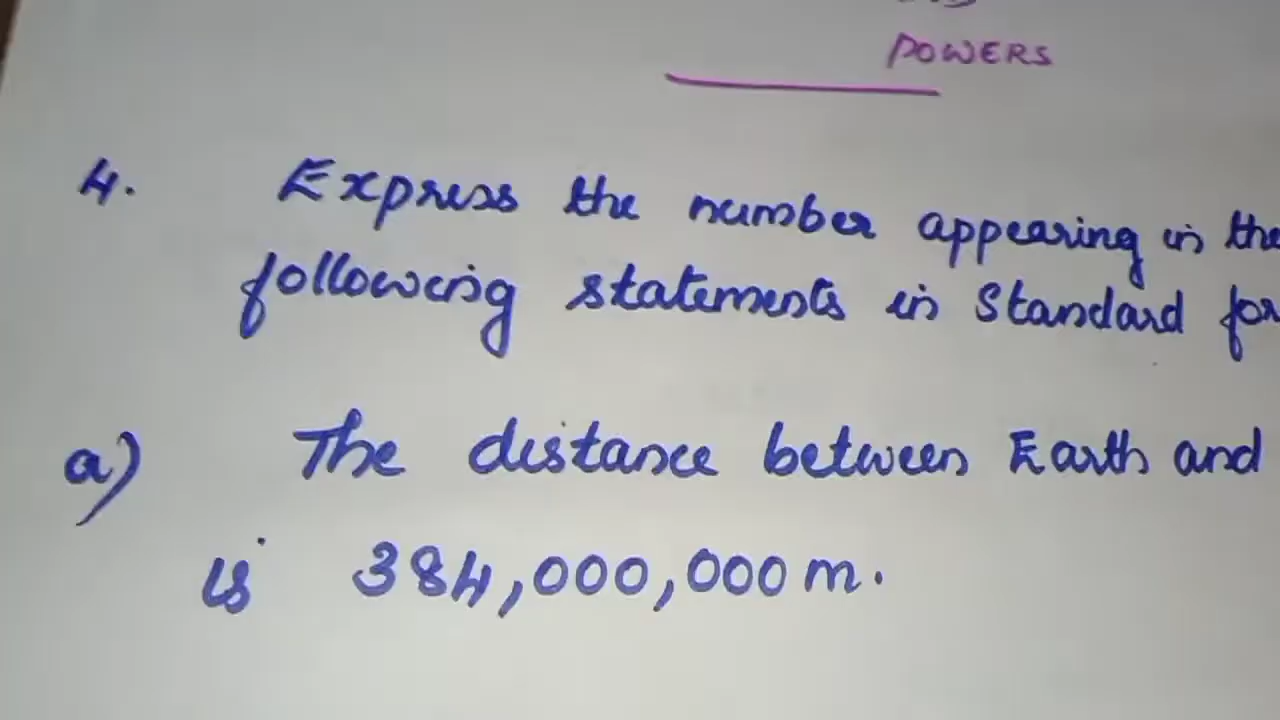 POWERS
4. Express the number appearing in the
following statements in Standard for
a) The distance between Earth and
is 384,000,000 m.